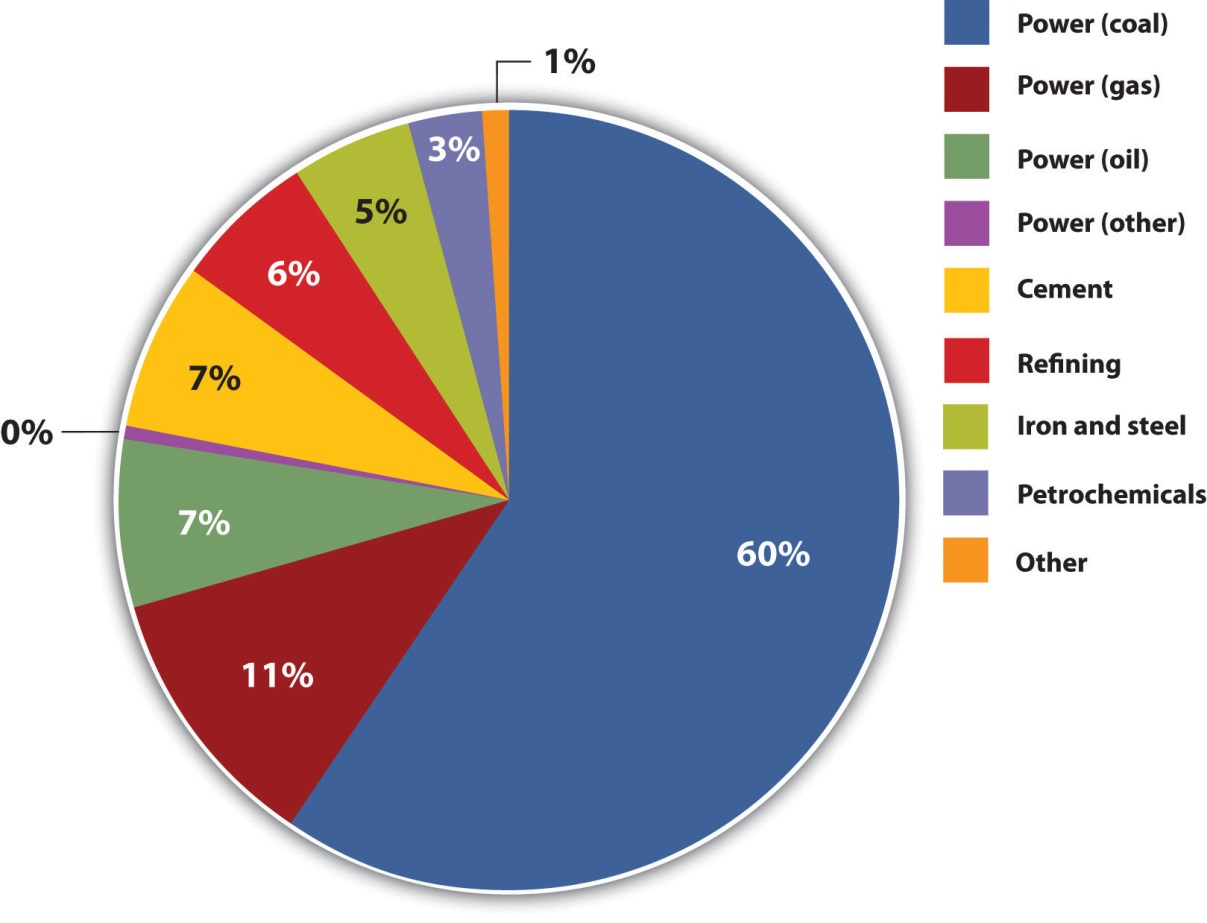 1%
3%
5%
6%
7%
0%
7%
11%
60%
Power (coal)
Power (gas)
Power (oil)
Power (other)
Cement
Refining
Iron and steel
Petrochemicals
Other